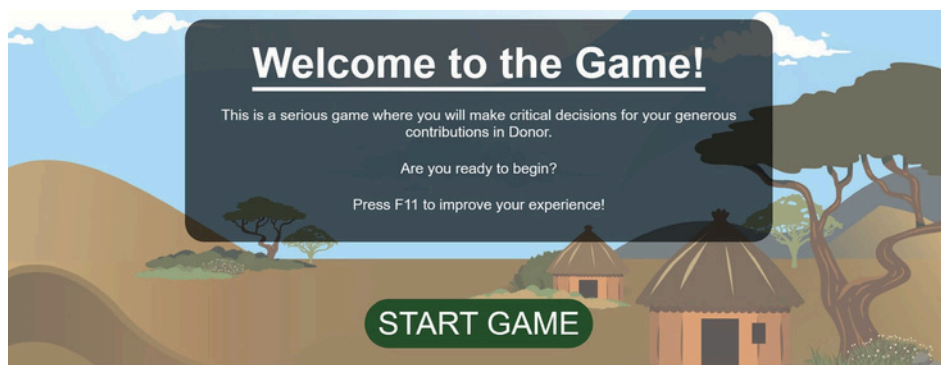 Welcome to the Game!
This is a serious game where you will make critical decisions for your generous
contributions in Donor.
Are you ready to begin?
Press F11 to improve your experience!
START GAME